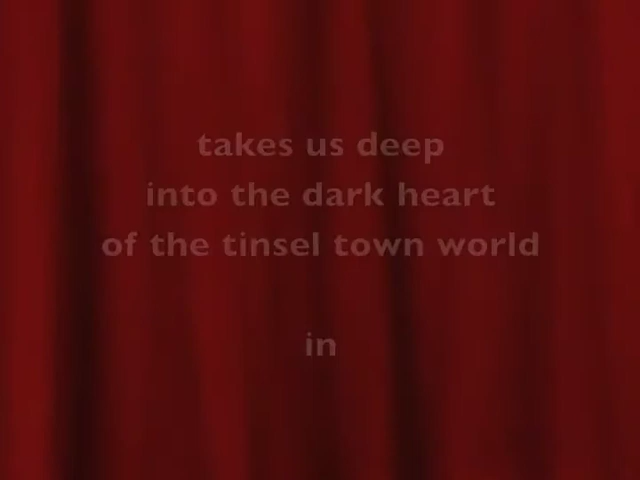 takes us deep
into the dark heart
of the tinsel town world
in